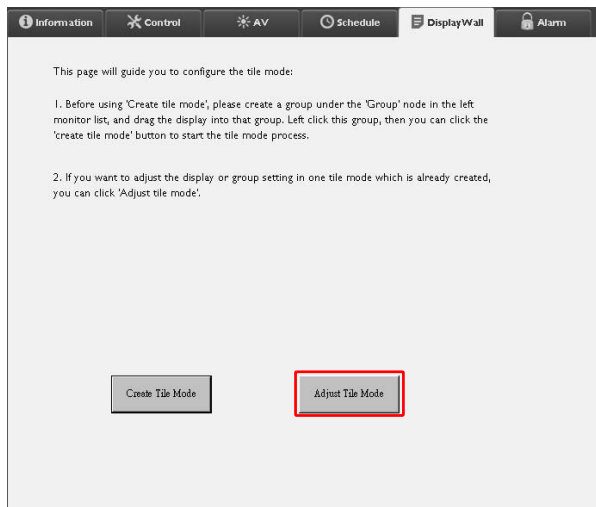 Information Control AV Schedule DisplayWall Alarm
This page will guide you to configure the tile mode:
1. Before using 'Create tile mode', please create a group under the 'Group' node in the left
monitor list, and drag the display into that group. Left click this group, then you can click the
'create tile mode' button to start the tile mode process.
2. If you want to adjust the display or group setting in one tile mode which is already created,
you can click 'Adjust tile mode'.
Create Tile Mode Adjust Tile Mode